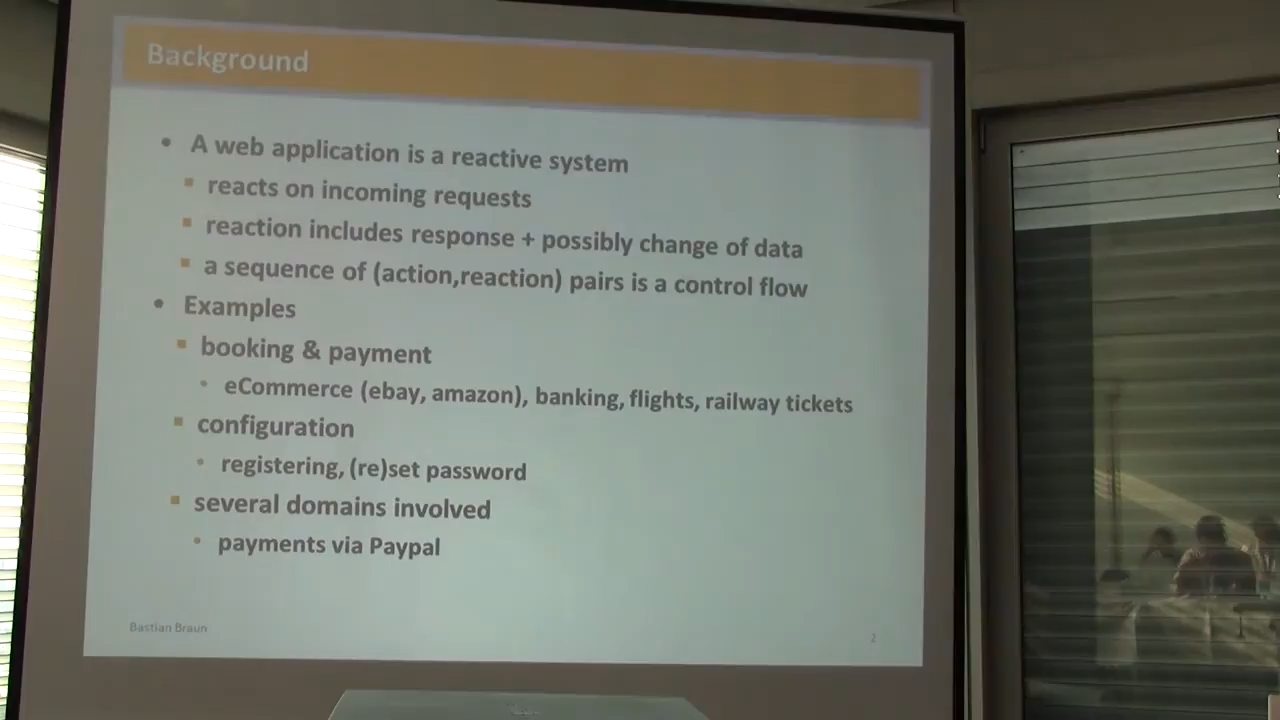 Background
• A web application is a reactive system
▪ reacts on incoming requests
▪ reaction includes response + possibly change of data
▪ a sequence of (action,reaction) pairs is a control flow
• Examples
▪ booking & payment
• eCommerce (ebay, amazon), banking, flights, railway tickets
▪ configuration
• registering, (re)set password
▪ several domains involved
• payments via Paypal
Bastian Braun
2